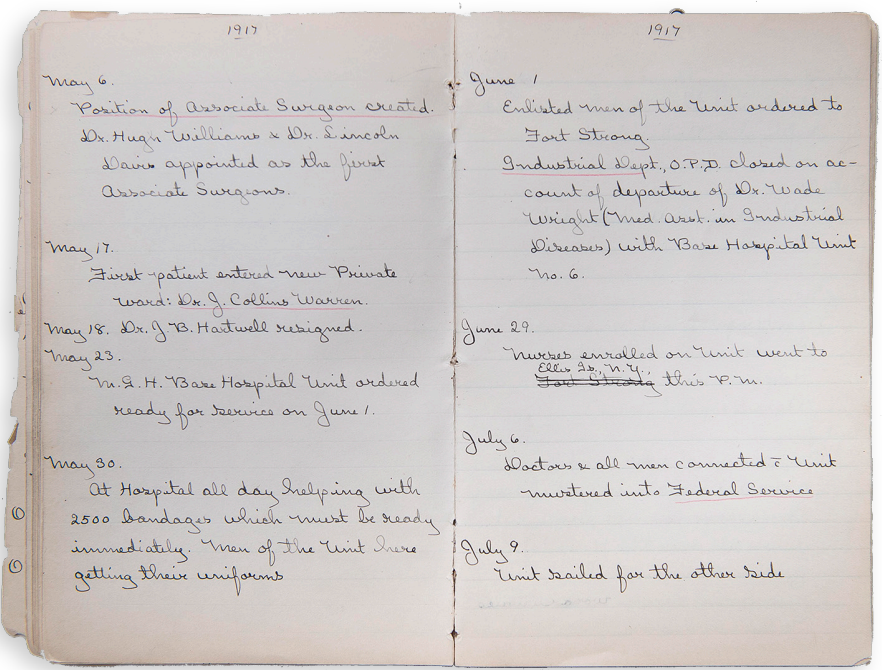 1917
May 6.
Position of Associate Surgeon created.
Dr. Hugh Williams & Dr. Lincoln
Davis appointed as the first
Associate Surgeons.
May 17.
First patient entered new Private
Ward: Dr. J. Collins Warren.
May 18. Dr. J. B. Hartwell resigned.
May 23.
M. G. H. Base Hospital Unit ordered
ready for service on June 1.
May 30.
At Hospital all day helping with
2500 bandages which must be ready
immediately. Men of the Unit here
getting their uniforms
1917
June 1
Enlisted men of the Unit ordered to
Fort Strong.
Industrial Dept., O.P.D. closed on ac-
count of departure of Dr. Wade
Wright (Med. Asst. in Industrial
Diseases) with Base Hospital Unit
No. 6.
June 29.
Nurses enrolled on Unit went to
Ellis Is., N.Y.,
Fort Strong this P.M.
July 6.
Doctors & all men connected c̄ Unit
mustered into Federal Service
July 9.
Unit sailed for the other side